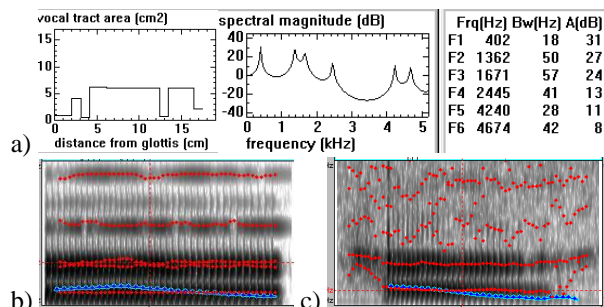 vocal tract area (cm2)
15
10
5
0
0 5 10 15
distance from glottis (cm)
spectral magnitude (dB)
40
20
0
-20
-40
0 1 2 3 4 5
frequency (kHz)
Frq(Hz) Bw(Hz) A(dB)
F1 402 18 31
F2 1362 50 27
F3 1671 57 24
F4 2445 41 13
F5 4240 28 11
F6 4674 42 8
a)
b)
c)